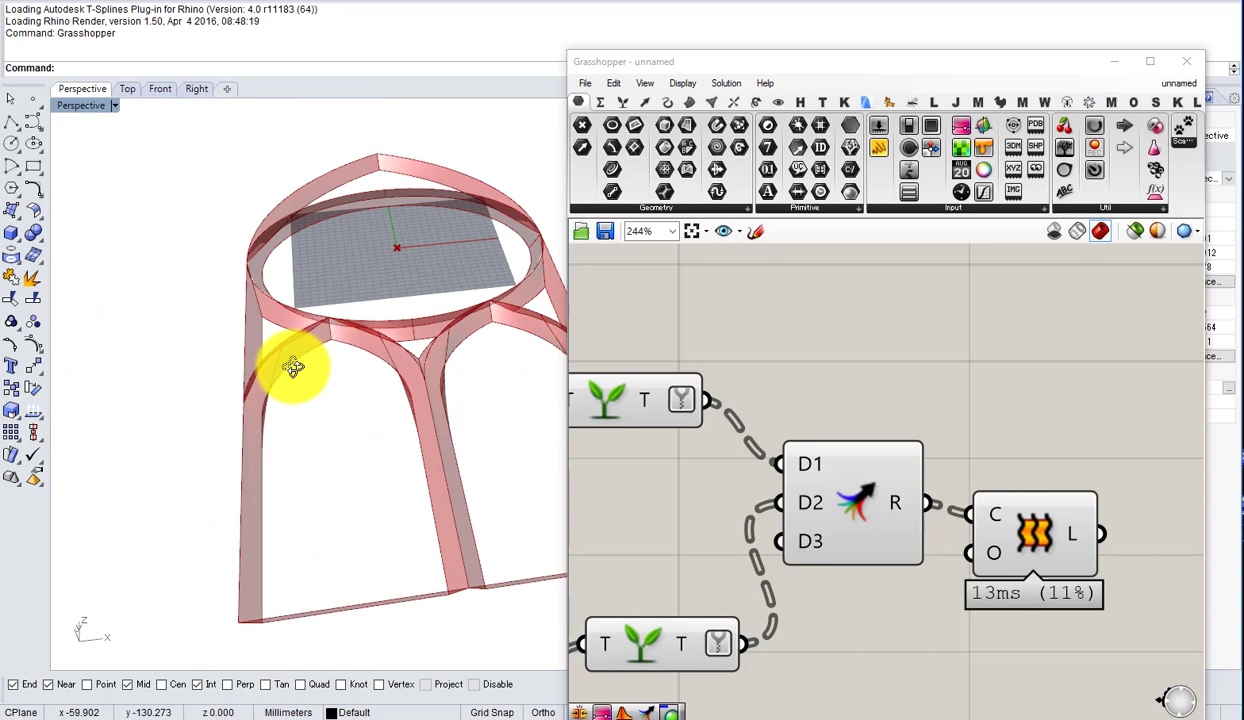 Loading Autodesk T-Splines Plug-in for Rhino (Version: 4.0 r11183 (64))
Loading Rhino Render, version 1.50, Apr 4 2016, 08:48:19
Command: Grasshopper
Command:
Perspective Top Front Right
Perspective
Grasshopper - unnamed
File Edit View Display Solution Help unnamed
H T K L J M M W M O S K L
Geometry Primitive Input Util
244%
T T
D1
D2 R
D3
C L
O
13ms (11%)
T T
z
x
End Near Point Mid Cen Int Perp Tan Quad Knot Vertex Project Disable
CPlane x -59.902 y -130.273 z 0.000 Millimeters Default Grid Snap Ortho